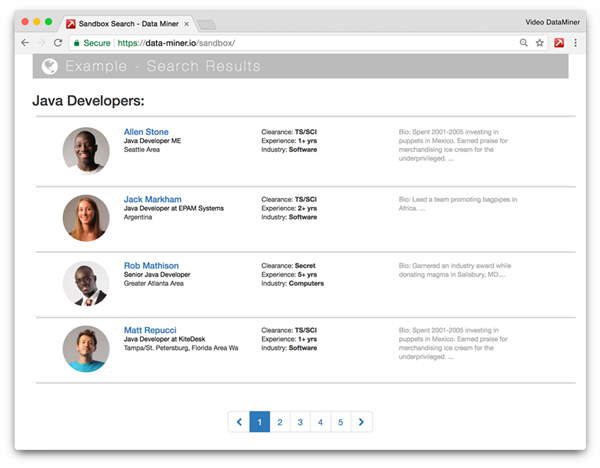 Sandbox Search - Data Miner
Video DataMiner
Secure https://data-miner.io/sandbox/
Example - Search Results
Java Developers:
Allen Stone
Java Developer ME
Seattle Area
Clearance: TS/SCI
Experience: 1+ yrs
Industry: Software
Bio: Spent 2001-2005 investing in
puppets in Mexico. Earned praise for
merchandising ice cream for the
underprivileged. ...
Jack Markham
Java Developer at EPAM Systems
Argentina
Clearance: TS/SCI
Experience: 2+ yrs
Industry: Software
Bio: Lead a team promoting bagpipes in
Africa. ...
Rob Mathison
Senior Java Developer
Greater Atlanta Area
Clearance: Secret
Experience: 5+ yrs
Industry: Computers
Bio: Garnered an industry award while
donating magma in Salisbury, MD....
Matt Repucci
Java Developer at KiteDesk
Tampa/St. Petersburg, Florida Area Wa
Clearance: TS/SCI
Experience: 1+ yrs
Industry: Software
Bio: Spent 2001-2005 investing in
puppets in Mexico. Earned praise for
merchandising ice cream for the
underprivileged. ...
1 2 3 4 5